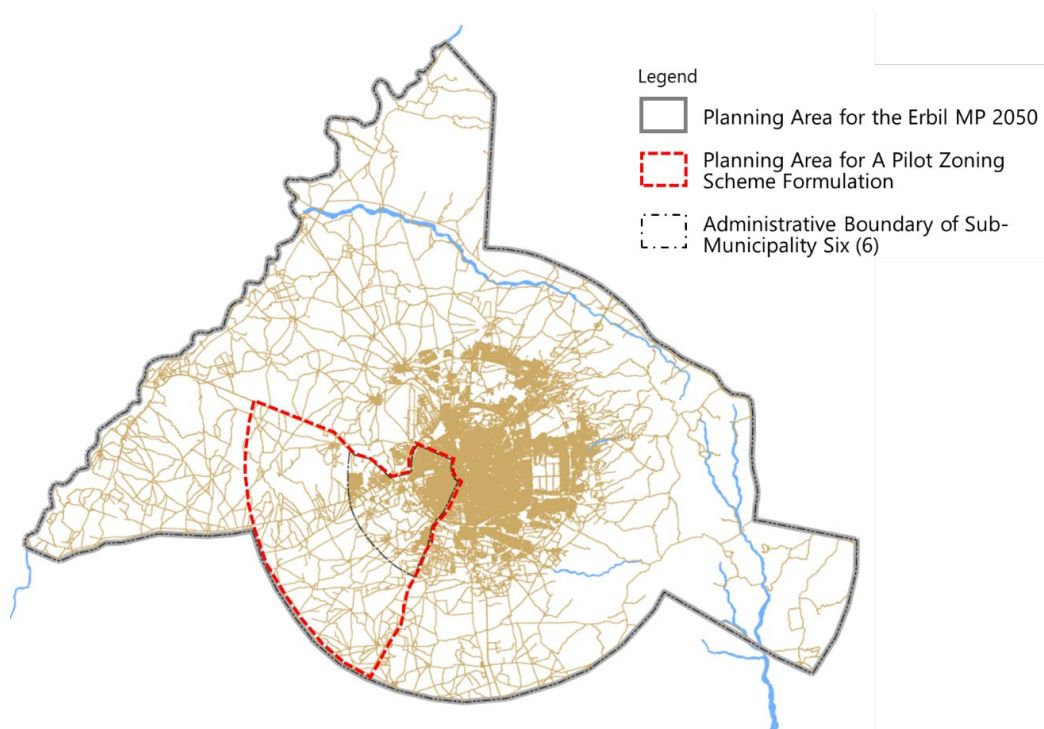 Legend
Planning Area for the Erbil MP 2050
Planning Area for A Pilot Zoning
Scheme Formulation
Administrative Boundary of Sub-
Municipality Six (6)